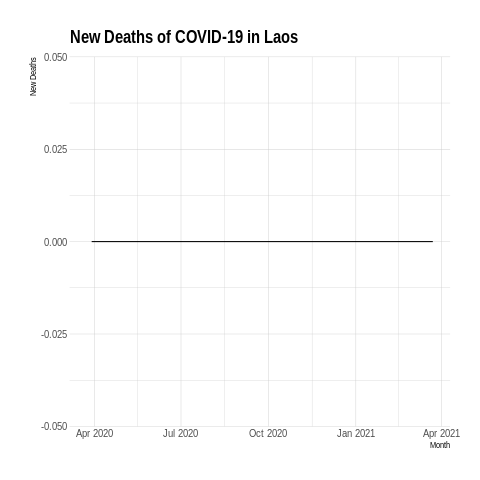 New Deaths of COVID-19 in Laos
New Deaths
0.050
0.025
0.000
-0.025
-0.050
Apr 2020 Jul 2020 Oct 2020 Jan 2021 Apr 2021
Month